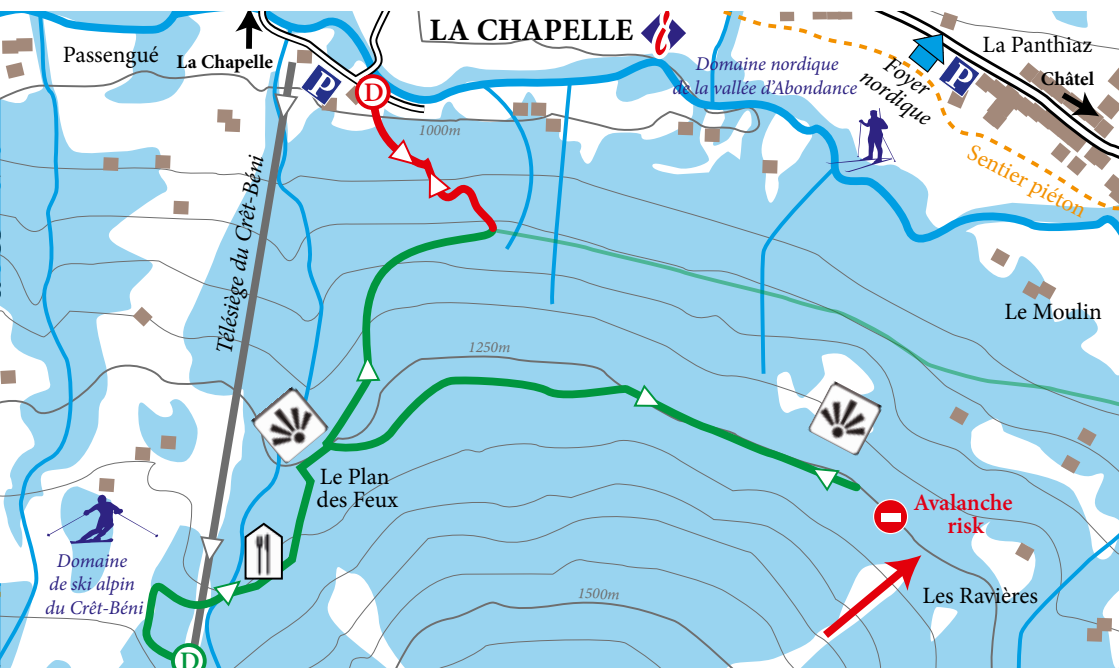 LA CHAPELLE i
Passengué
La Chapelle
P
D
Domaine nordique
de la vallée d'Abondance
Foyer
nordique
P
La Panthiaz
Châtel
1000m
Sentier piéton
Télésiège du Crêt-Béni
Le Moulin
1250m
Le Plan
des Feux
Avalanche
risk
Domaine
de ski alpin
du Crêt-Béni
1500m
Les Ravières
D